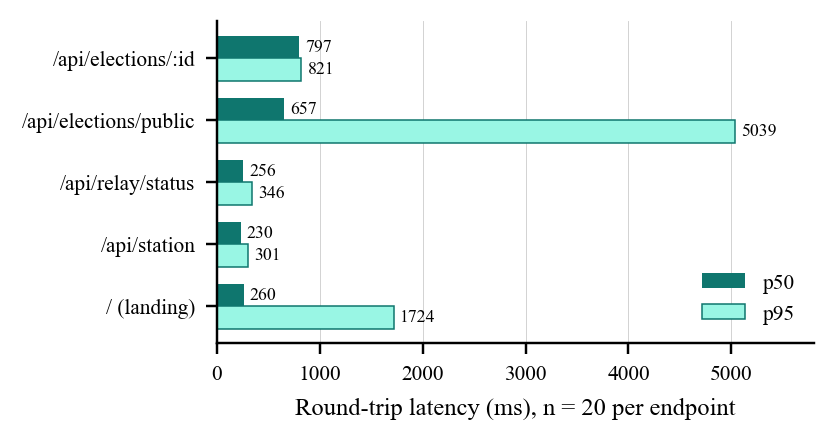 /api/elections/:id
797
821
/api/elections/public
657
5039
/api/relay/status
256
346
/api/station
230
301
/ (landing)
260
1724
p50
p95
0 1000 2000 3000 4000 5000
Round-trip latency (ms), n = 20 per endpoint